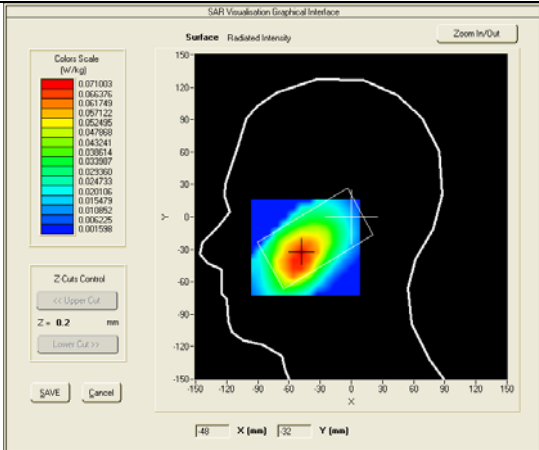 SAR Visualisation Graphical Interface
Surface Radiated Intensity
Zoom In/Out
Colors Scale
(W/kg)
0.071003
0.066376
0.061749
0.057122
0.052495
0.047868
0.043241
0.038614
0.033987
0.029360
0.024733
0.020106
0.015479
0.010852
0.006225
0.001598
Z-Cuts Control
<< Upper Cut
Z = 0.2 mm
Lower Cut >>
SAVE Cancel
150
120
90
60
30
0
-30
-60
-90
-120
-150
Y
-150 -120 -90 -60 -30 0 30 60 90 120 150
X
-48 X (mm) -32 Y (mm)